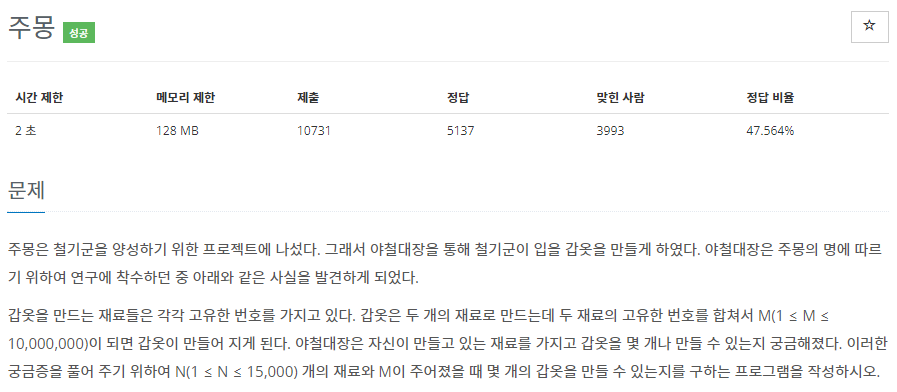 주몽 성공
☆
시간 제한 메모리 제한 제출 정답 맞힌 사람 정답 비율
2 초 128 MB 10731 5137 3993 47.564%
문제
주몽은 철기군을 양성하기 위한 프로젝트에 나섰다. 그래서 야철대장을 통해 철기군이 입을 갑옷을 만들게 하였다. 야철대장은 주몽의 명에 따르
기 위하여 연구에 착수하던 중 아래와 같은 사실을 발견하게 되었다.
갑옷을 만드는 재료들은 각각 고유한 번호를 가지고 있다. 갑옷은 두 개의 재료로 만드는데 두 재료의 고유한 번호를 합쳐서 M(1 ≤ M ≤
10,000,000)이 되면 갑옷이 만들어 지게 된다. 야철대장은 자신이 만들고 있는 재료를 가지고 갑옷을 몇 개나 만들 수 있는지 궁금해졌다. 이러한
궁금증을 풀어 주기 위하여 N(1 ≤ N ≤ 15,000) 개의 재료와 M이 주어졌을 때 몇 개의 갑옷을 만들 수 있는지를 구하는 프로그램을 작성하시오.